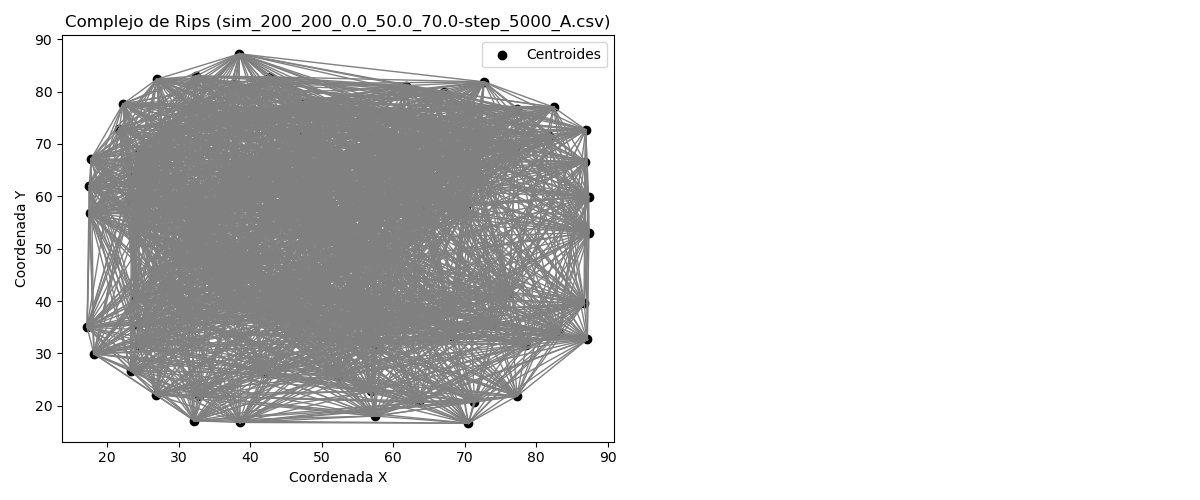 Complejo de Rips (sim_200_200_0.0_50.0_70.0-step_5000_A.csv)
Centroides
90
80
70
60
50
40
30
20
Coordenada Y
20 30 40 50 60 70 80 90
Coordenada X